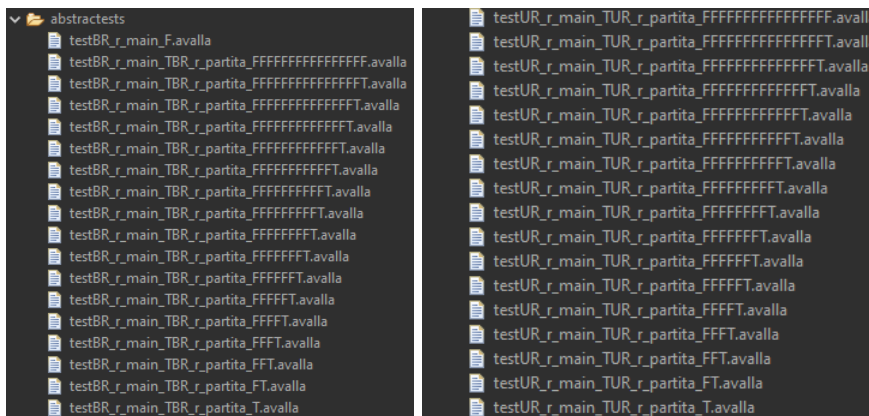 abstractests
testBR_r_main_F.avalla
testBR_r_main_TBR_r_partita_FFFFFFFFFFFFFFFF.avalla
testBR_r_main_TBR_r_partita_FFFFFFFFFFFFFFFT.avalla
testBR_r_main_TBR_r_partita_FFFFFFFFFFFFFFT.avalla
testBR_r_main_TBR_r_partita_FFFFFFFFFFFFFT.avalla
testBR_r_main_TBR_r_partita_FFFFFFFFFFFFT.avalla
testBR_r_main_TBR_r_partita_FFFFFFFFFFFT.avalla
testBR_r_main_TBR_r_partita_FFFFFFFFFFT.avalla
testBR_r_main_TBR_r_partita_FFFFFFFFFT.avalla
testBR_r_main_TBR_r_partita_FFFFFFFFT.avalla
testBR_r_main_TBR_r_partita_FFFFFFFT.avalla
testBR_r_main_TBR_r_partita_FFFFFFT.avalla
testBR_r_main_TBR_r_partita_FFFFFT.avalla
testBR_r_main_TBR_r_partita_FFFFT.avalla
testBR_r_main_TBR_r_partita_FFFT.avalla
testBR_r_main_TBR_r_partita_FFT.avalla
testBR_r_main_TBR_r_partita_FT.avalla
testBR_r_main_TBR_r_partita_T.avalla
testUR_r_main_TUR_r_partita_FFFFFFFFFFFFFFFF.avall
testUR_r_main_TUR_r_partita_FFFFFFFFFFFFFFFT.avall
testUR_r_main_TUR_r_partita_FFFFFFFFFFFFFFT.avalla
testUR_r_main_TUR_r_partita_FFFFFFFFFFFFFT.avalla
testUR_r_main_TUR_r_partita_FFFFFFFFFFFFT.avalla
testUR_r_main_TUR_r_partita_FFFFFFFFFFFT.avalla
testUR_r_main_TUR_r_partita_FFFFFFFFFFT.avalla
testUR_r_main_TUR_r_partita_FFFFFFFFFT.avalla
testUR_r_main_TUR_r_partita_FFFFFFFFT.avalla
testUR_r_main_TUR_r_partita_FFFFFFFT.avalla
testUR_r_main_TUR_r_partita_FFFFFFT.avalla
testUR_r_main_TUR_r_partita_FFFFFT.avalla
testUR_r_main_TUR_r_partita_FFFFT.avalla
testUR_r_main_TUR_r_partita_FFFT.avalla
testUR_r_main_TUR_r_partita_FFT.avalla
testUR_r_main_TUR_r_partita_FT.avalla
testUR_r_main_TUR_r_partita_T.avalla